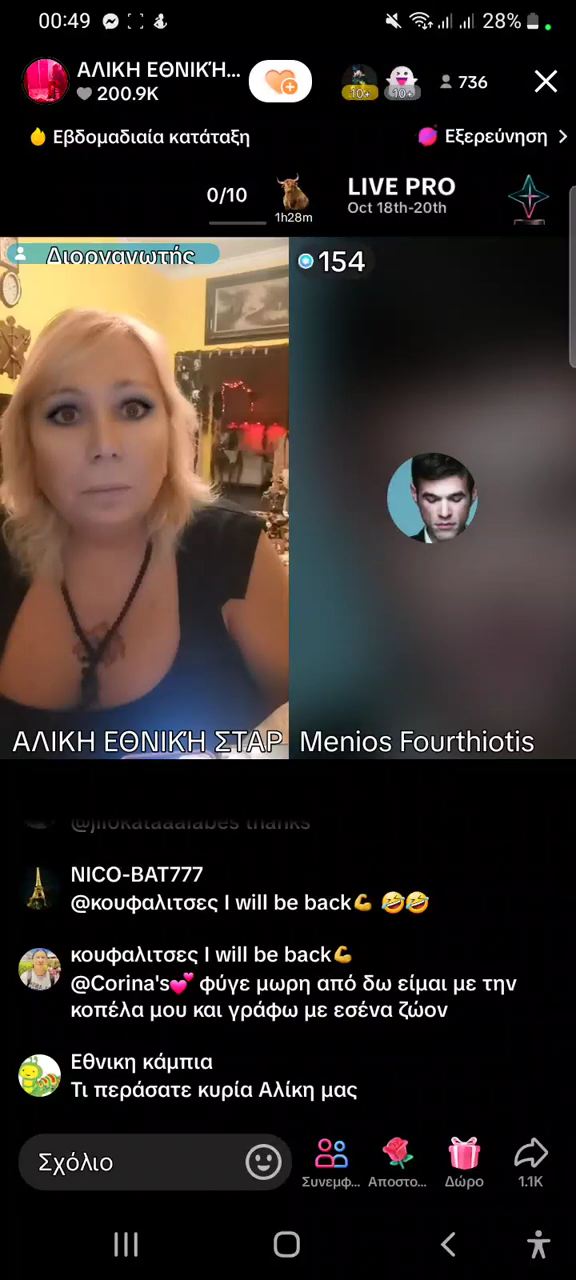 00:49
28%
ΑΛΙΚΗ ΕΘΝΙΚΉ...
200.9K
10+
10+
736
Εβδομαδιαία κατάταξη
Εξερεύνηση
0/10
1h28m
LIVE PRO
Oct 18th-20th
Διοργανωτής
154
ΑΛΙΚΗ ΕΘΝΙΚΉ ΣΤΑΡ
Menios Fourthiotis
thanks
NICO-BAT777
@κουφαλιτσες I will be back💪 🤣🤣
κουφαλιτσες I will be back💪
@Corina's💕 φύγε μωρη από δω είμαι με την
κοπέλα μου και γράφω με εσένα ζώον
Εθνικη κάμπια
Τι περάσατε κυρία Αλίκη μας
Σχόλιο
Συνεμφ...
Αποστο...
Δώρο
1.1K